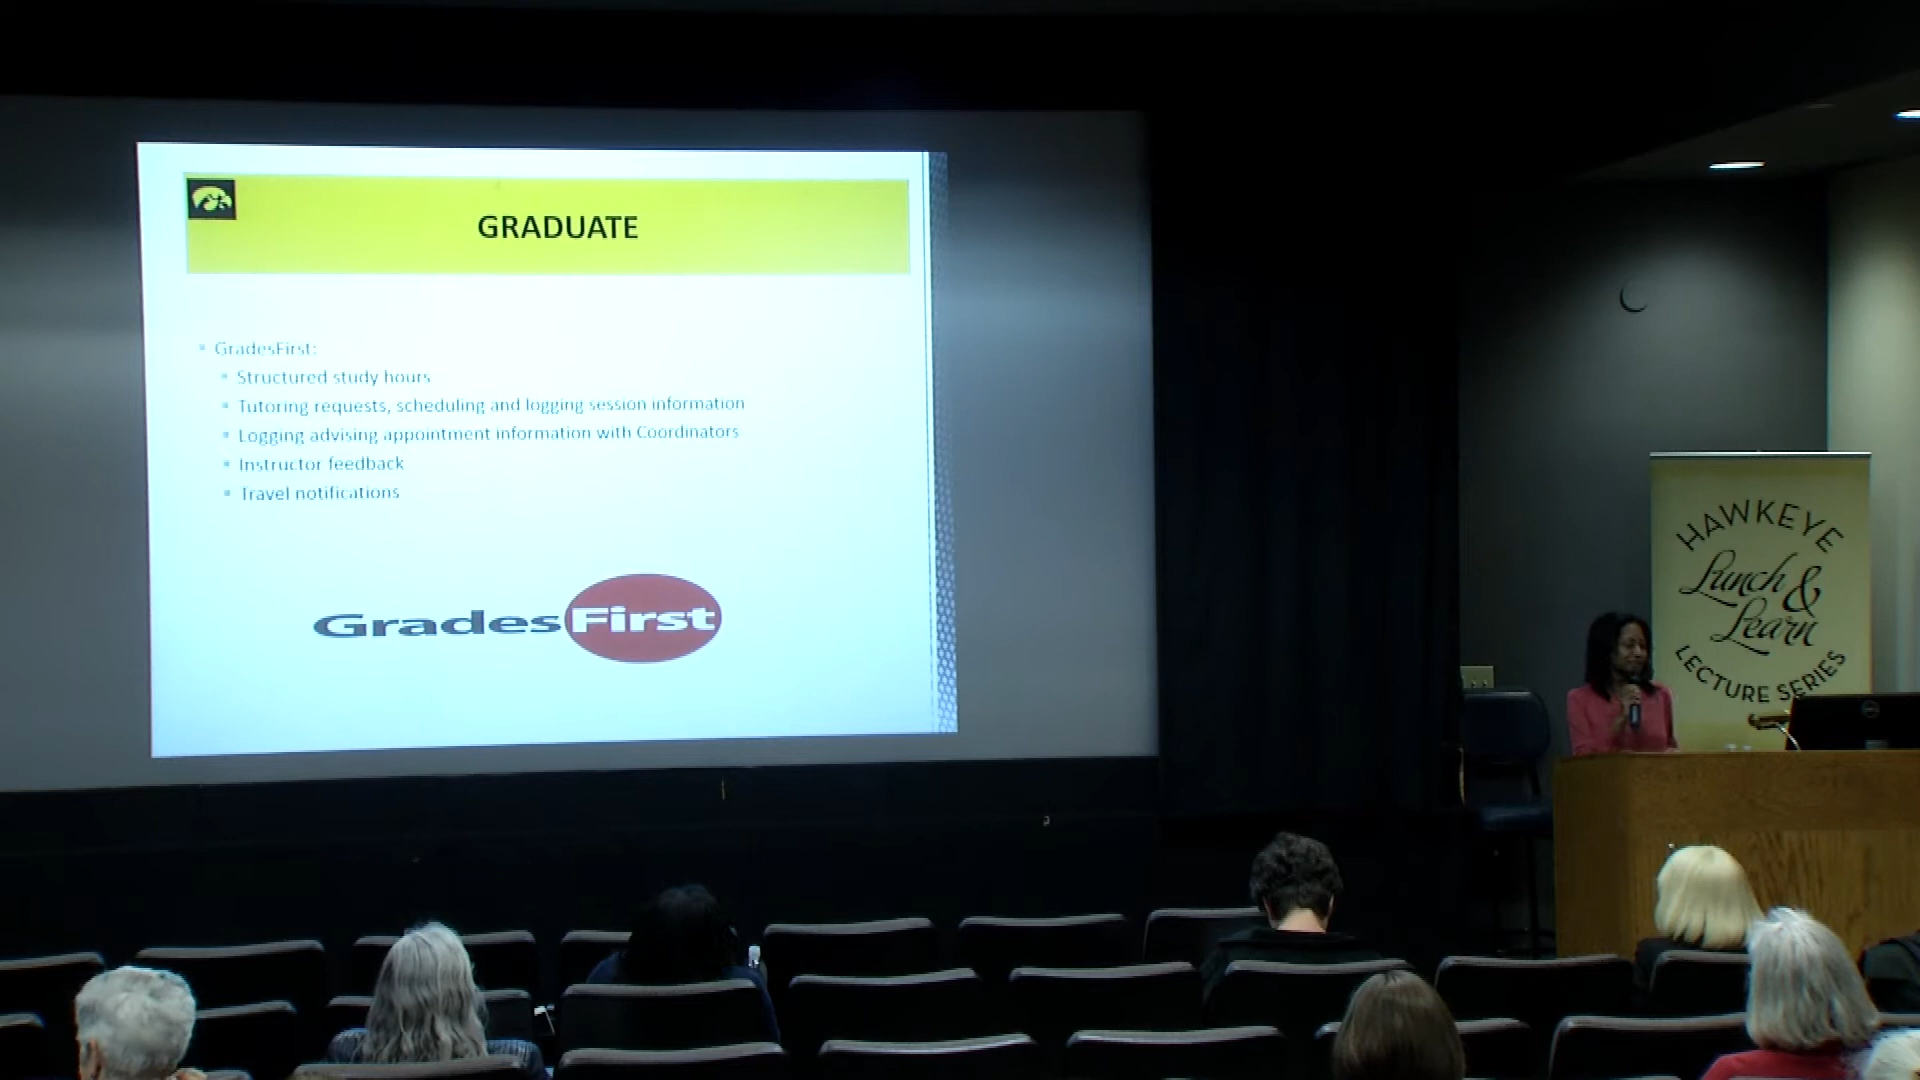 GRADUATE
GradesFirst:
Structured study hours
Tutoring requests, scheduling and logging session information
Logging advising appointment information with Coordinators
Instructor feedback
Travel notifications
GradesFirst
HAWKEYE
Lunch &
Learn
LECTURE SERIES